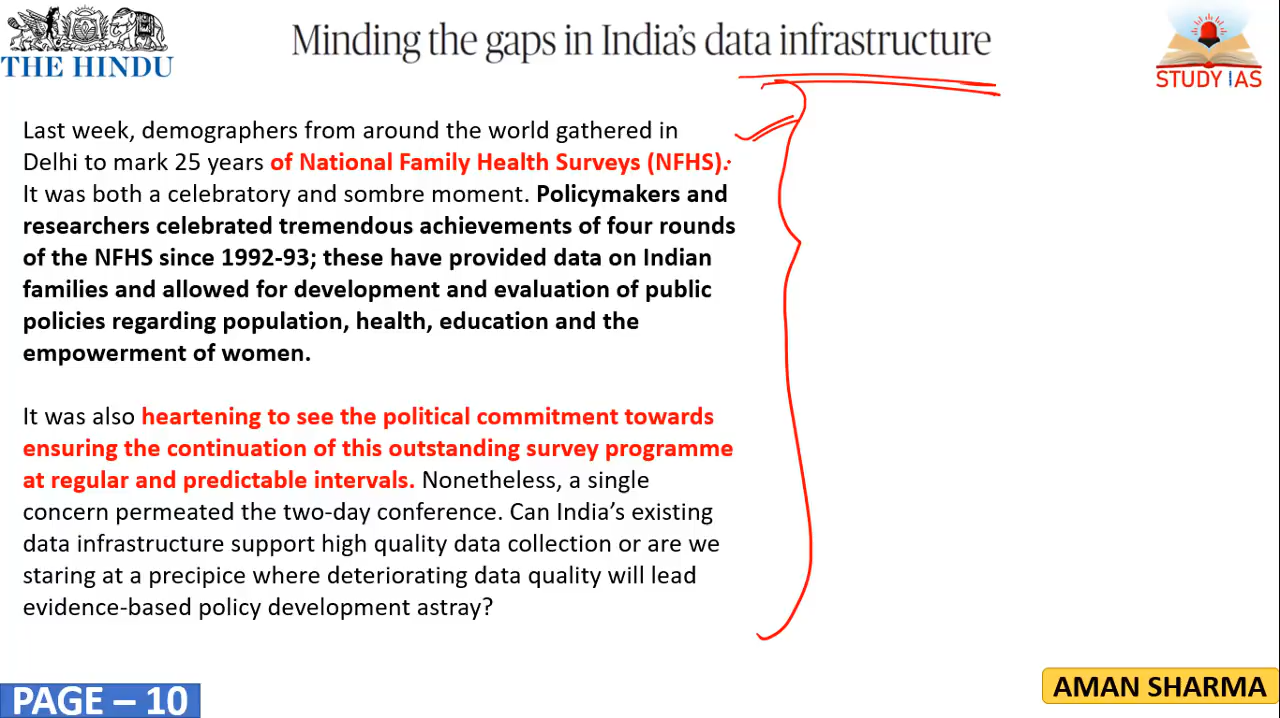 THE HINDU
Minding the gaps in India's data infrastructure
STUDY IAS
Last week, demographers from around the world gathered in
Delhi to mark 25 years of National Family Health Surveys (NFHS).
It was both a celebratory and sombre moment. Policymakers and
researchers celebrated tremendous achievements of four rounds
of the NFHS since 1992-93; these have provided data on Indian
families and allowed for development and evaluation of public
policies regarding population, health, education and the
empowerment of women.
It was also heartening to see the political commitment towards
ensuring the continuation of this outstanding survey programme
at regular and predictable intervals. Nonetheless, a single
concern permeated the two-day conference. Can India's existing
data infrastructure support high quality data collection or are we
staring at a precipice where deteriorating data quality will lead
evidence-based policy development astray?
PAGE – 10
AMAN SHARMA